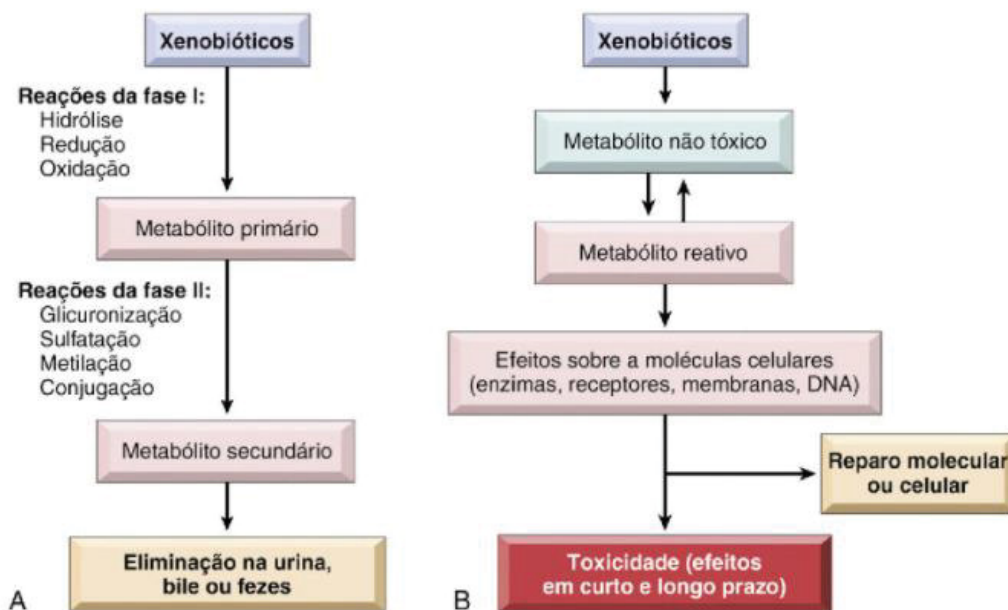 Xenobióticos
Reações da fase I:
Hidrólise
Redução
Oxidação
Metabólito primário
Reações da fase II:
Glicuronização
Sulfatação
Metilação
Conjugação
Metabólito secundário
Eliminação na urina,
bile ou fezes
A
Xenobióticos
Metabólito não tóxico
Metabólito reativo
Efeitos sobre a moléculas celulares
(enzimas, receptores, membranas, DNA)
Reparo molecular
ou celular
Toxicidade (efeitos
em curto e longo prazo)
B